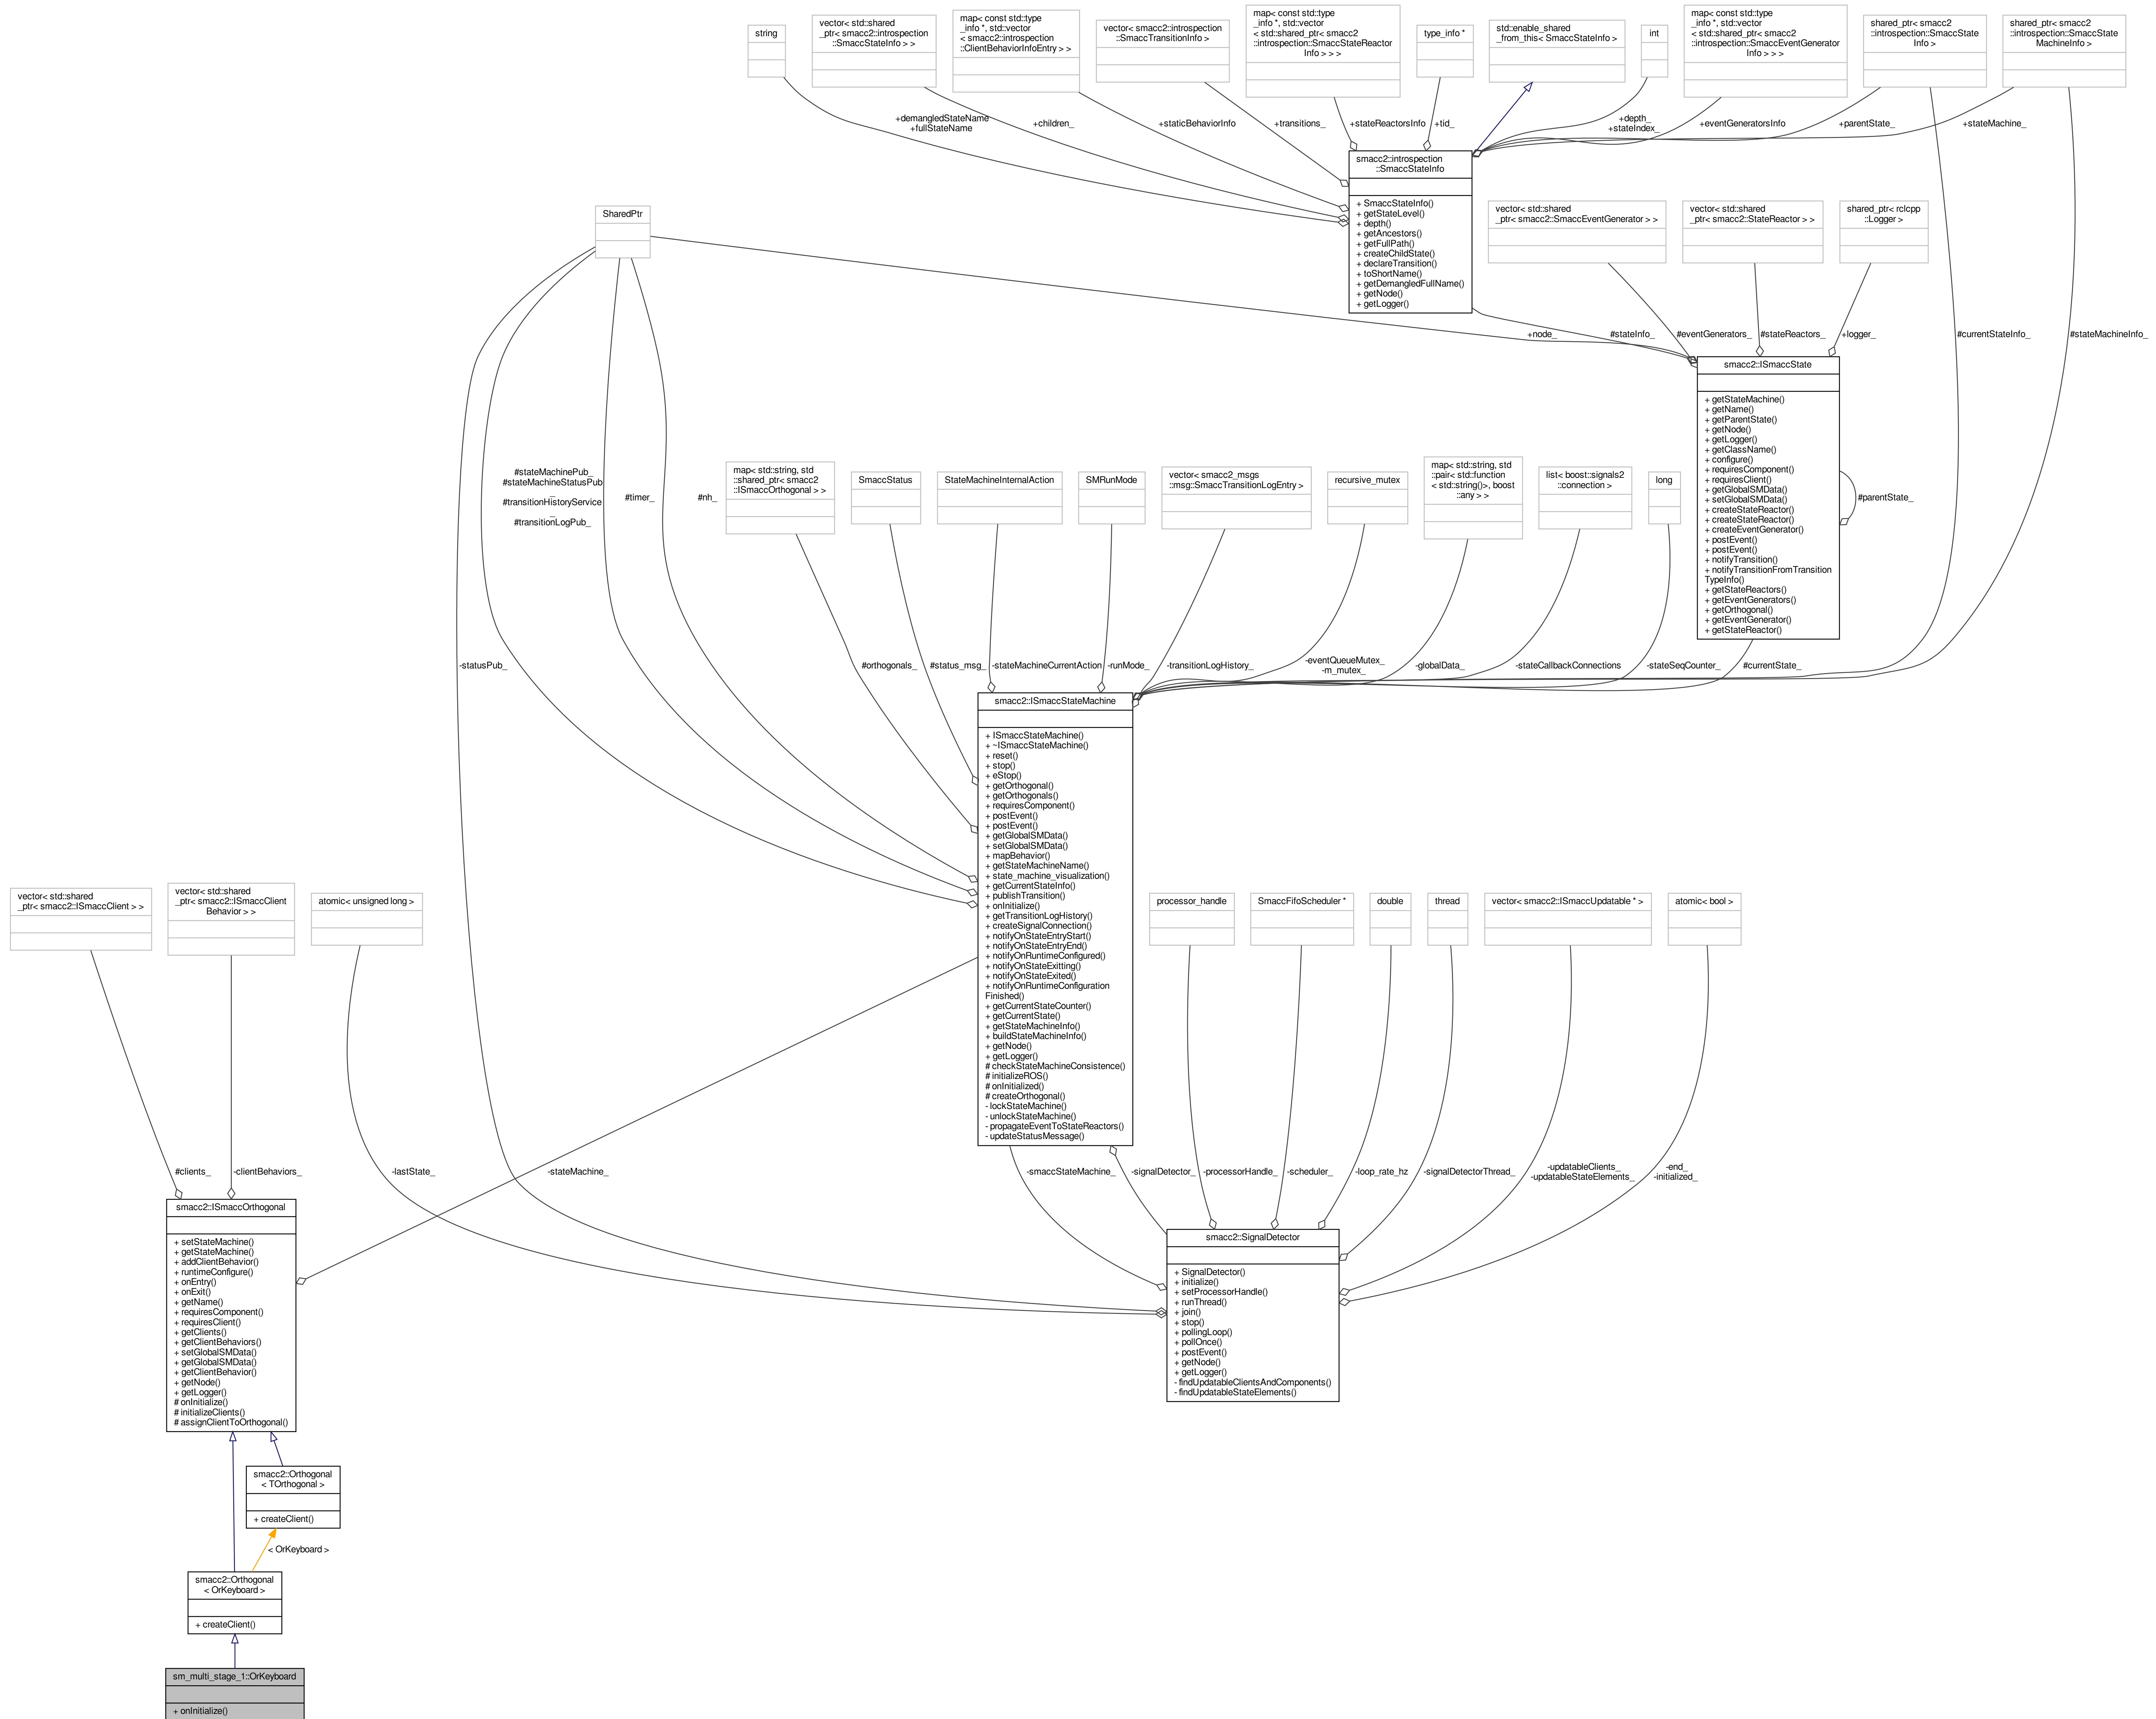 string
vector< std::shared
_ptr< smacc2::introspection
::SmaccStateInfo > >
map< const std::type
_info *, std::vector
< smacc2::introspection
::ClientBehaviorInfoEntry > >
vector< smacc2::introspection
::SmaccTransitionInfo >
map< const std::type
_info *, std::vector
< std::shared_ptr< smacc2
::introspection::SmaccStateReactor
Info > > >
type_info *
std::enable_shared
_from_this< SmaccStateInfo >
int
map< const std::type
_info *, std::vector
< std::shared_ptr< smacc2
::introspection::SmaccEventGenerator
Info > > >
shared_ptr< smacc2
::introspection::SmaccState
Info >
shared_ptr< smacc2
::introspection::SmaccState
MachineInfo >
+demangledStateName
+fullStateName
+children_
+staticBehaviorInfo
+transitions_
+stateReactorsInfo
+tid_
+depth_
+stateIndex_
+eventGeneratorsInfo
+parentState_
+stateMachine_
smacc2::introspection
::SmaccStateInfo
+ SmaccStateInfo()
+ getStateLevel()
+ depth()
+ getAncestors()
+ getFullPath()
+ createChildState()
+ declareTransition()
+ toShortName()
+ getDemangledFullName()
+ getNode()
+ getLogger()
SharedPtr
vector< std::shared
_ptr< smacc2::SmaccEventGenerator > >
vector< std::shared
_ptr< smacc2::StateReactor > >
shared_ptr< rclcpp
::Logger >
+node_
#stateInfo_
#eventGenerators_
#stateReactors_
+logger_
#currentStateInfo_
#stateMachineInfo_
smacc2::ISmaccState
+ getStateMachine()
+ getName()
+ getParentState()
+ getNode()
+ getLogger()
+ getClassName()
+ configure()
+ requiresComponent()
+ requiresClient()
+ getGlobalSMData()
+ setGlobalSMData()
+ createStateReactor()
+ createStateReactor()
+ createEventGenerator()
+ postEvent()
+ postEvent()
+ notifyTransition()
+ notifyTransitionFromTransition
TypeInfo()
+ getStateReactors()
+ getEventGenerators()
+ getOrthogonal()
+ getEventGenerator()
+ getStateReactor()
#parentState_
#stateMachinePub_
#stateMachineStatusPub
_
#transitionHistoryService
_
#transitionLogPub_
#timer_
#nh_
map< std::string, std
::shared_ptr< smacc2
::ISmaccOrthogonal > >
SmaccStatus
StateMachineInternalAction
SMRunMode
vector< smacc2_msgs
::msg::SmaccTransitionLogEntry >
recursive_mutex
map< std::string, std
::pair< std::function
< std::string()>, boost
::any > >
list< boost::signals2
::connection >
long
-statusPub_
#orthogonals_
#status_msg_
-stateMachineCurrentAction
-runMode_
-transitionLogHistory_
-eventQueueMutex_
-m_mutex_
-globalData_
-stateCallbackConnections
-stateSeqCounter_
#currentState_
smacc2::ISmaccStateMachine
+ ISmaccStateMachine()
+ ~ISmaccStateMachine()
+ reset()
+ stop()
+ eStop()
+ getOrthogonal()
+ getOrthogonals()
+ requiresComponent()
+ postEvent()
+ postEvent()
+ getGlobalSMData()
+ setGlobalSMData()
+ mapBehavior()
+ getStateMachineName()
+ state_machine_visualization()
+ getCurrentStateInfo()
+ publishTransition()
+ onInitialize()
+ getTransitionLogHistory()
+ createSignalConnection()
+ notifyOnStateEntryStart()
+ notifyOnStateEntryEnd()
+ notifyOnRuntimeConfigured()
+ notifyOnStateExitting()
+ notifyOnStateExited()
+ notifyOnRuntimeConfiguration
Finished()
+ getCurrentStateCounter()
+ getCurrentState()
+ getStateMachineInfo()
+ buildStateMachineInfo()
+ getNode()
+ getLogger()
# checkStateMachineConsistence()
# initializeROS()
# onInitialized()
# createOrthogonal()
- lockStateMachine()
- unlockStateMachine()
- propagateEventToStateReactors()
- updateStatusMessage()
vector< std::shared
_ptr< smacc2::ISmaccClient > >
vector< std::shared
_ptr< smacc2::ISmaccClient
Behavior > >
atomic< unsigned long >
processor_handle
SmaccFifoScheduler *
double
thread
vector< smacc2::ISmaccUpdatable * >
atomic< bool >
#clients_
-clientBehaviors_
-lastState_
-stateMachine_
-smaccStateMachine_
-signalDetector_
-processorHandle_
-scheduler_
-loop_rate_hz
-signalDetectorThread_
-updatableClients_
-updatableStateElements_
-end_
-initialized_
smacc2::ISmaccOrthogonal
+ setStateMachine()
+ getStateMachine()
+ addClientBehavior()
+ runtimeConfigure()
+ onEntry()
+ onExit()
+ getName()
+ requiresComponent()
+ requiresClient()
+ getClients()
+ getClientBehaviors()
+ setGlobalSMData()
+ getGlobalSMData()
+ getClientBehavior()
+ getNode()
+ getLogger()
# onInitialize()
# initializeClients()
# assignClientToOrthogonal()
smacc2::SignalDetector
+ SignalDetector()
+ initialize()
+ setProcessorHandle()
+ runThread()
+ join()
+ stop()
+ pollingLoop()
+ pollOnce()
+ postEvent()
+ getNode()
+ getLogger()
- findUpdatableClientsAndComponents()
- findUpdatableStateElements()
smacc2::Orthogonal
< TOrthogonal >
+ createClient()
< OrKeyboard >
smacc2::Orthogonal
< OrKeyboard >
+ createClient()
sm_multi_stage_1::OrKeyboard
+ onInitialize()